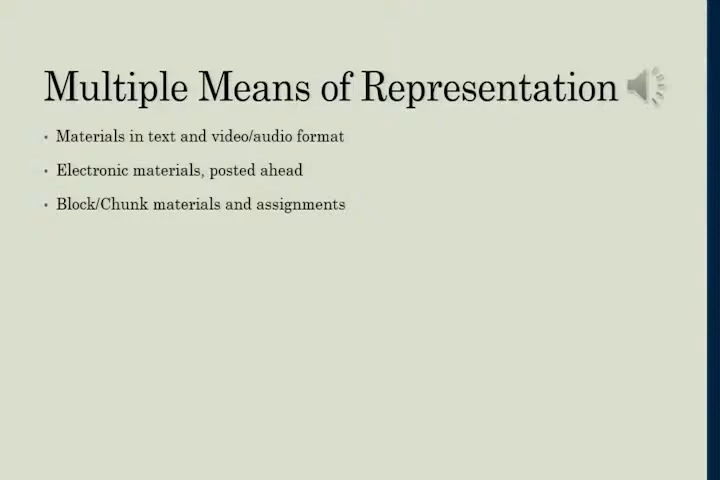 Multiple Means of Representation
• Materials in text and video/audio format
• Electronic materials, posted ahead
• Block/Chunk materials and assignments